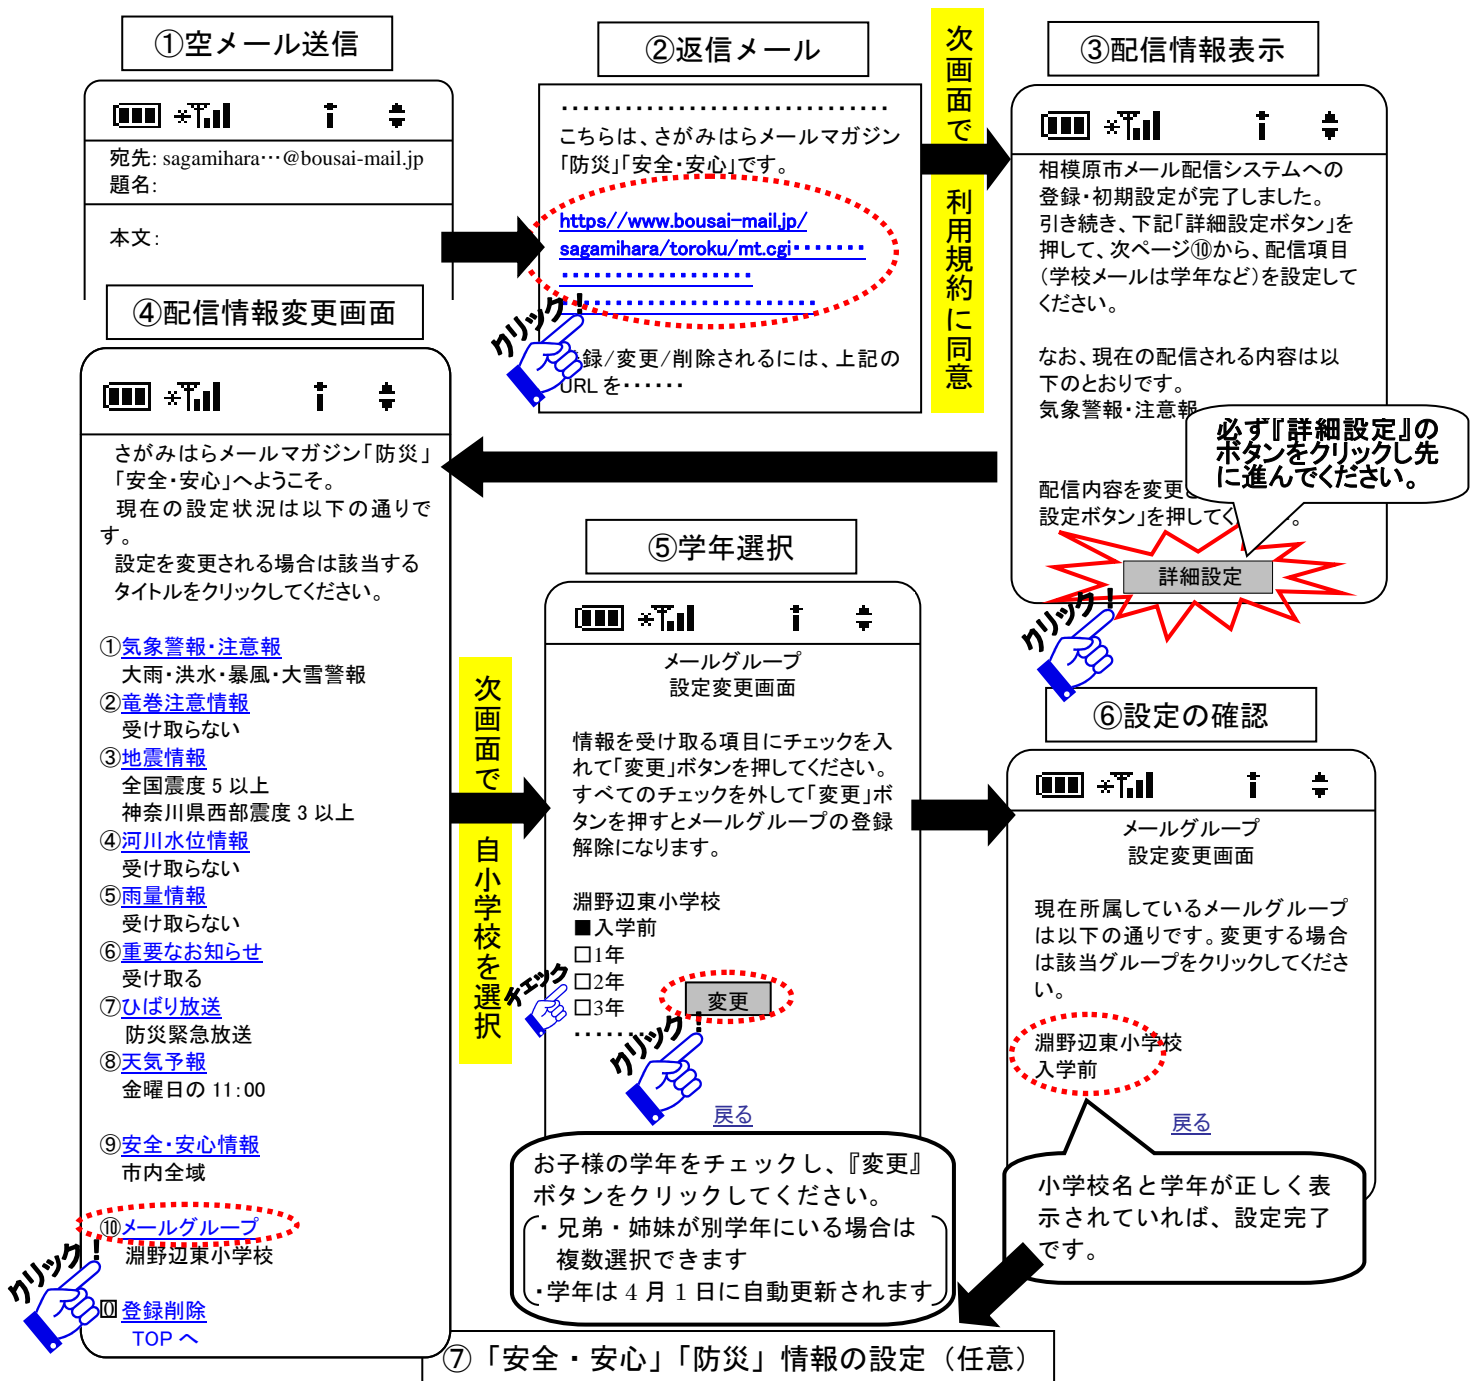 ①空メール送信
宛先: sagamihara…@bousai-mail.jp
題名:
本文:
②返信メール
・・・・・・・・・・・・・・・・・・・・・・・・・・・・・
こちらは、さがみはらメールマガジン
「防災」「安全・安心」です。
https//www.bousai-mail.jp/
sagamihara/toroku/mt.cgi・・・・・・・
・・・・・・・・・・・・・・・・・
・・・・・・・・・・・・・・・・・・・・・・
クリック！
録/変更/削除されるには、上記の
URLを・・・・・・
次画面で 利用規約に同意
③配信情報表示
相模原市メール配信システムへの
登録・初期設定が完了しました。
引き続き、下記「詳細設定ボタン」を
押して、次ページ⑩から、配信項目
(学校メールは学年など)を設定して
ください。
なお、現在の配信される内容は以
下のとおりです。
気象警報・注意報
必ず『詳細設定』の
ボタンをクリックし先
に進んでください。
配信内容を変更
設定ボタン」を押してく
。
詳細設定
クリック！
④配信情報変更画面
さがみはらメールマガジン「防災」
「安全・安心」へようこそ。
現在の設定状況は以下の通りで
す。
設定を変更される場合は該当する
タイトルをクリックしてください。
①気象警報・注意報
大雨・洪水・暴風・大雪警報
②竜巻注意情報
受け取らない
③地震情報
全国震度 5 以上
神奈川県西部震度 3 以上
④河川水位情報
受け取らない
⑤雨量情報
受け取らない
⑥重要なお知らせ
受け取る
⑦ひばり放送
防災緊急放送
⑧天気予報
金曜日の 11:00
⑨安全・安心情報
市内全域
⑩メールグループ
淵野辺東小学校
クリック！
0 登録削除
TOP へ
次画面で 自小学校を選択
⑤学年選択
メールグループ
設定変更画面
情報を受け取る項目にチェックを入
れて「変更」ボタンを押してください。
すべてのチェックを外して「変更」ボ
タンを押すとメールグループの登録
解除になります。
淵野辺東小学校
■入学前
□1年
□2年
□3年
・・・・・・・
チェック
変更
クリック！
戻る
お子様の学年をチェックし、『変更』
ボタンをクリックしてください。
・兄弟・姉妹が別学年にいる場合は
複数選択できます
・学年は 4 月 1 日に自動更新されます
⑥設定の確認
メールグループ
設定変更画面
現在所属しているメールグループ
は以下の通りです。変更する場合
は該当グループをクリックしてくださ
い。
淵野辺東小学校
入学前
戻る
小学校名と学年が正しく表
示されていれば、設定完了
です。
⑦「安全・安心」「防災」情報の設定（任意）